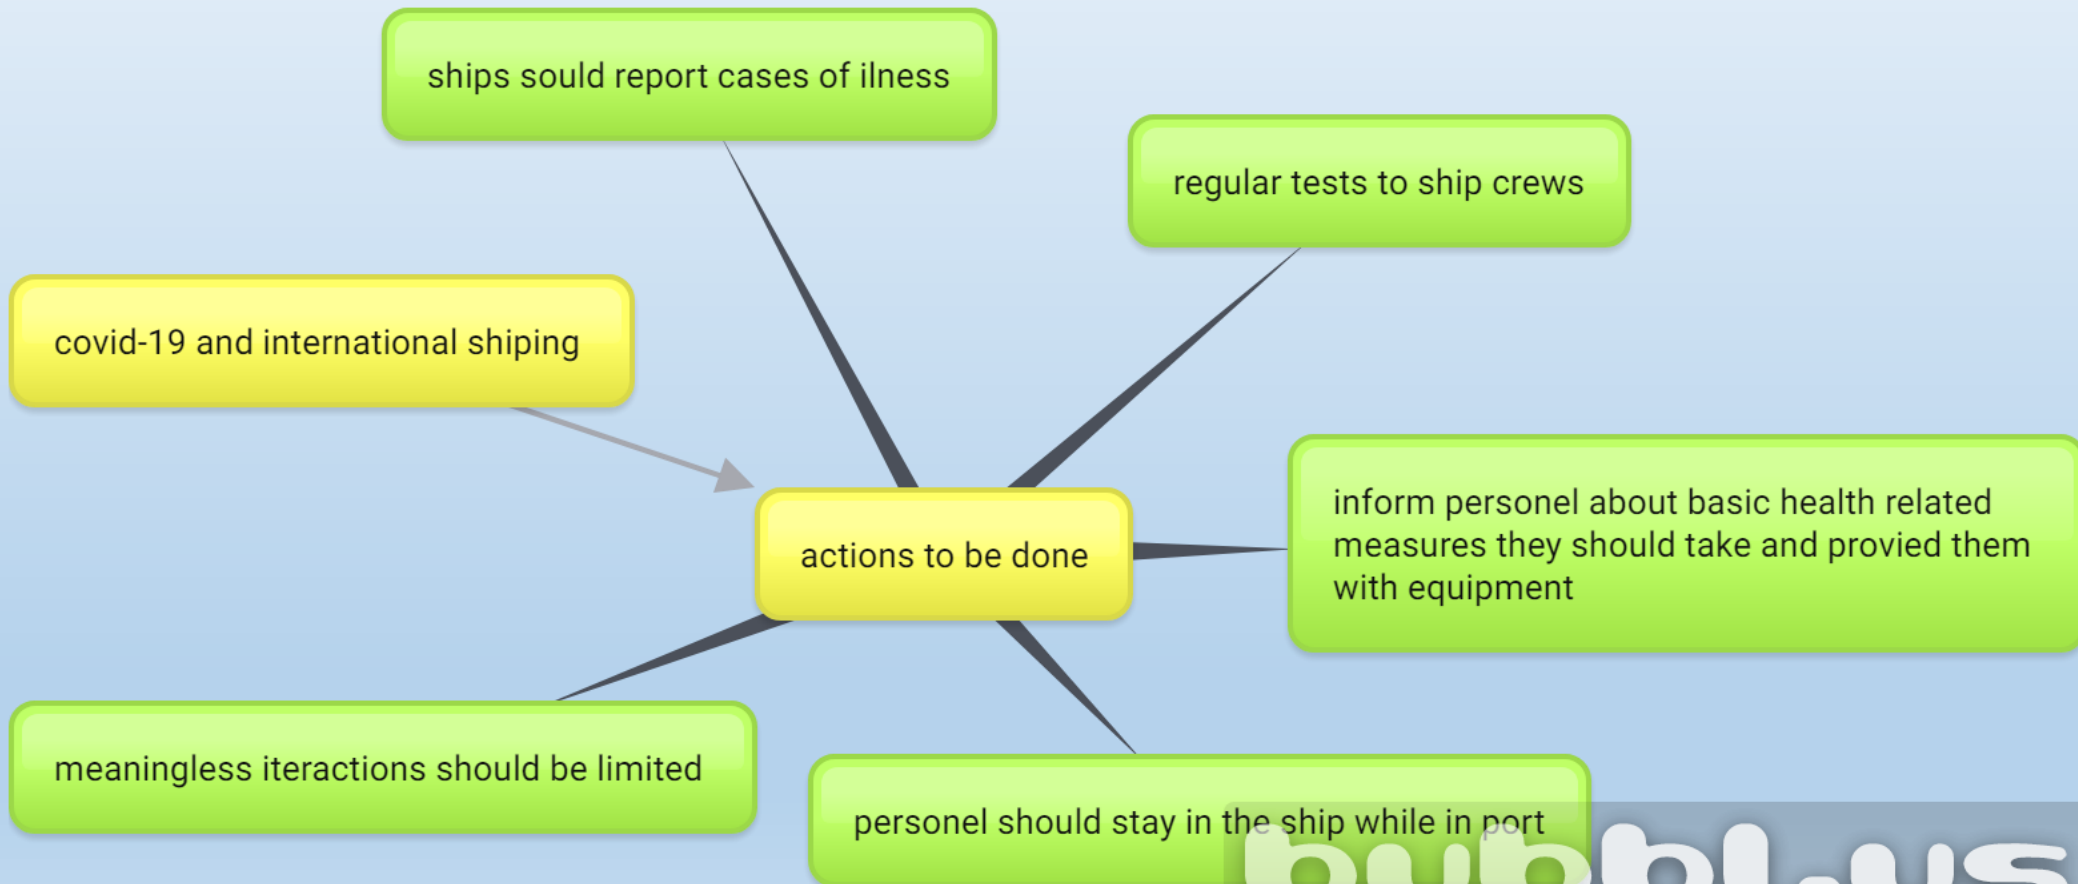 ships sould report cases of ilness
regular tests to ship crews
covid-19 and international shiping
inform personel about basic health related
measures they should take and provied them
with equipment
actions to be done
meaningless iteractions should be limited
personel should stay in the ship while in port
bubbl.us